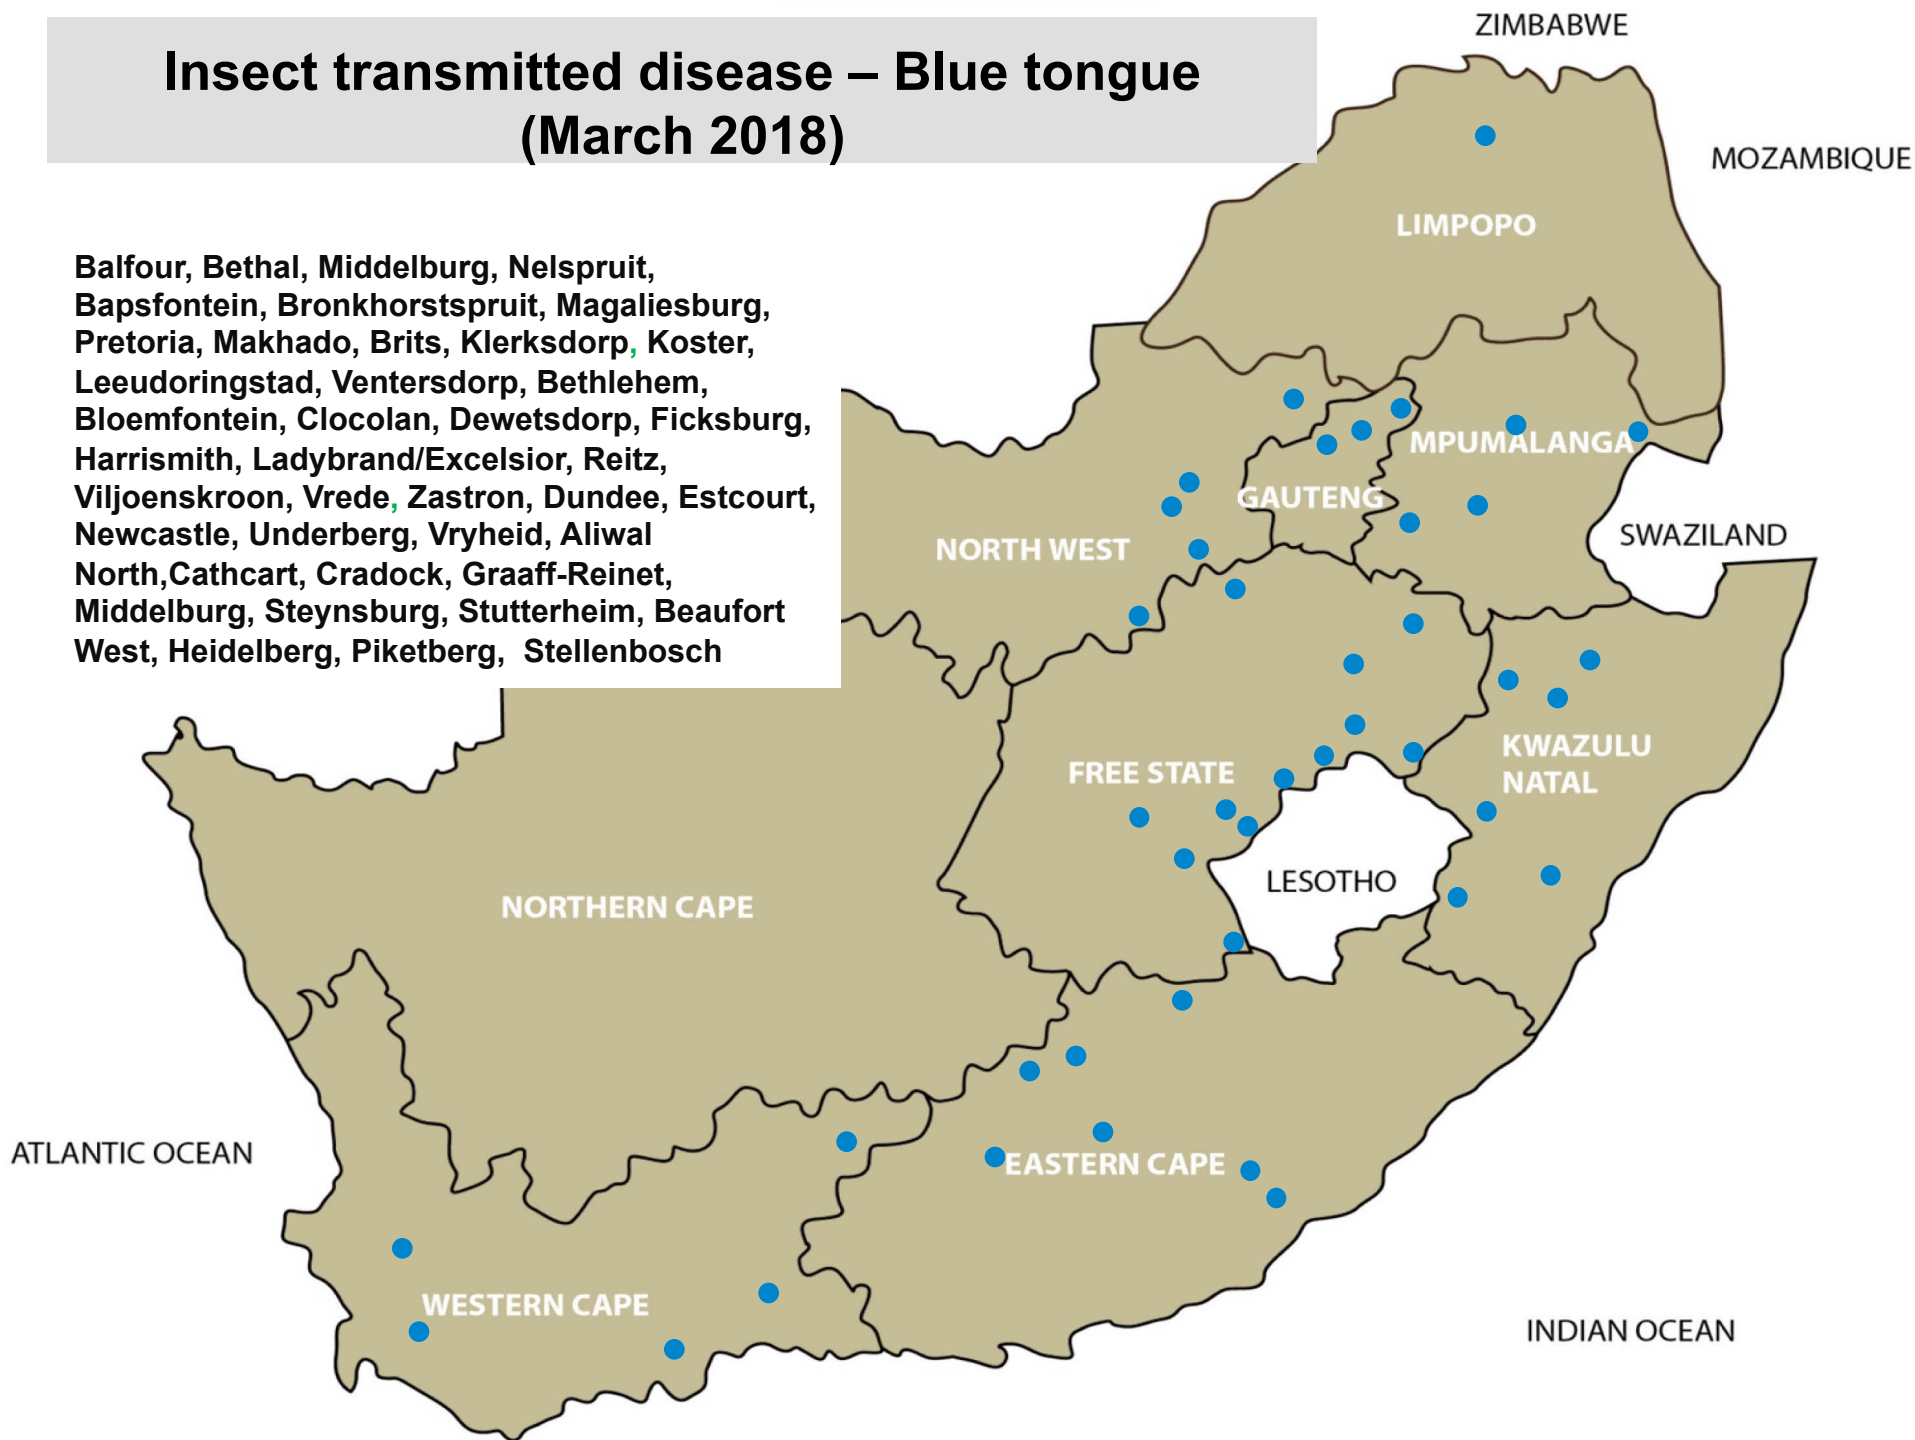 Insect transmitted disease – Blue tongue
(March 2018)
Balfour, Bethal, Middelburg, Nelspruit,
Bapsfontein, Bronkhorstspruit, Magaliesburg,
Pretoria, Makhado, Brits, Klerksdorp, Koster,
Leeudoringstad, Ventersdorp, Bethlehem,
Bloemfontein, Clocolan, Dewetsdorp, Ficksburg,
Harrismith, Ladybrand/Excelsior, Reitz,
Viljoenskroon, Vrede, Zastron, Dundee, Estcourt,
Newcastle, Underberg, Vryheid, Aliwal
North,Cathcart, Cradock, Graaff-Reinet,
Middelburg, Steynsburg, Stutterheim, Beaufort
West, Heidelberg, Piketberg,  Stellenbosch
ZIMBABWE
MOZAMBIQUE
LIMPOPO
MPUMALANGA
GAUTENG
NORTH WEST
SWAZILAND
KWAZULU
NATAL
FREE STATE
LESOTHO
NORTHERN CAPE
ATLANTIC OCEAN
EASTERN CAPE
WESTERN CAPE
INDIAN OCEAN